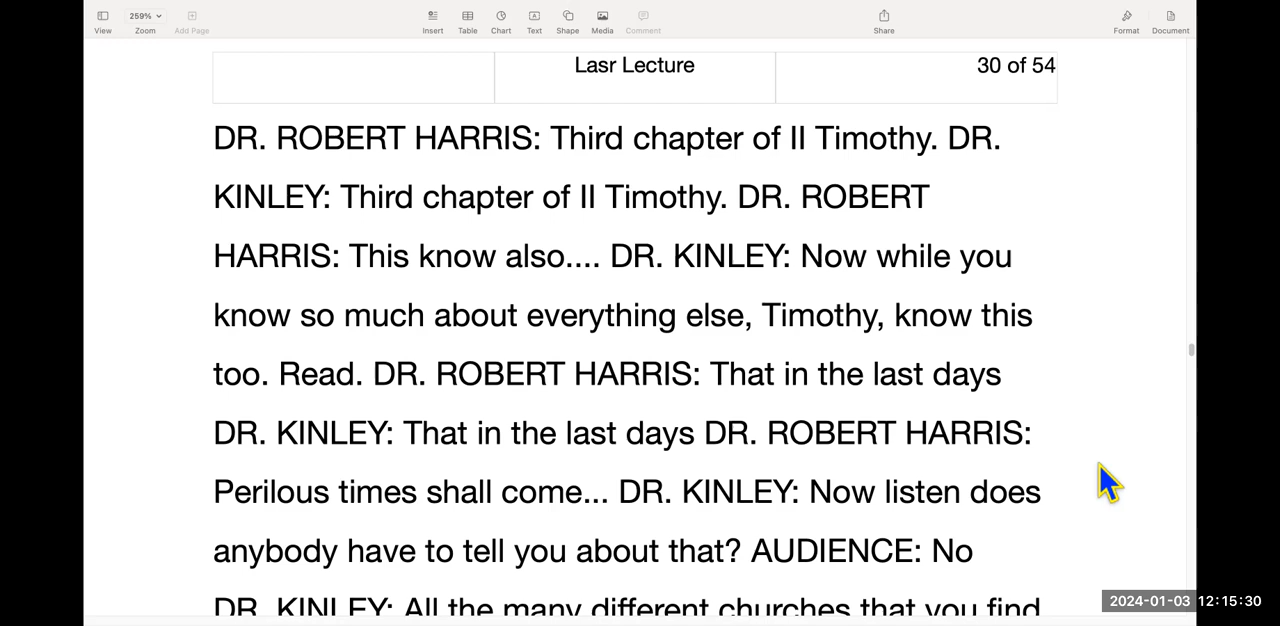 259%
View
Zoom
Add Page
Insert
Table
Chart
Text
Shape
Media
Comment
Share
Format
Document
Lasr Lecture
30 of 54
DR. ROBERT HARRIS: Third chapter of II Timothy. DR.
KINLEY: Third chapter of II Timothy. DR. ROBERT
HARRIS: This know also.... DR. KINLEY: Now while you
know so much about everything else, Timothy, know this
too. Read. DR. ROBERT HARRIS: That in the last days
DR. KINLEY: That in the last days DR. ROBERT HARRIS:
Perilous times shall come... DR. KINLEY: Now listen does
anybody have to tell you about that? AUDIENCE: No
DR. KINLEY: All the many different churches that you find
2024-01-03 12:15:30